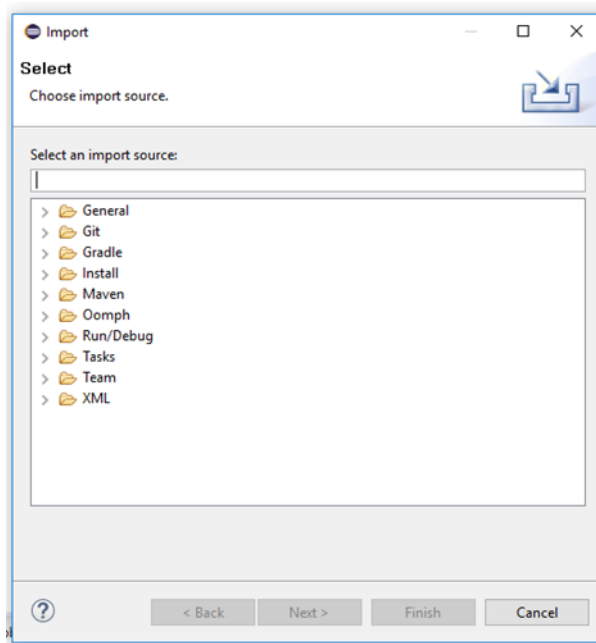 Import
Select
Choose import source.
Select an import source:
General
Git
Gradle
Install
Maven
Oomph
Run/Debug
Tasks
Team
XML
?
< Back
Next >
Finish
Cancel